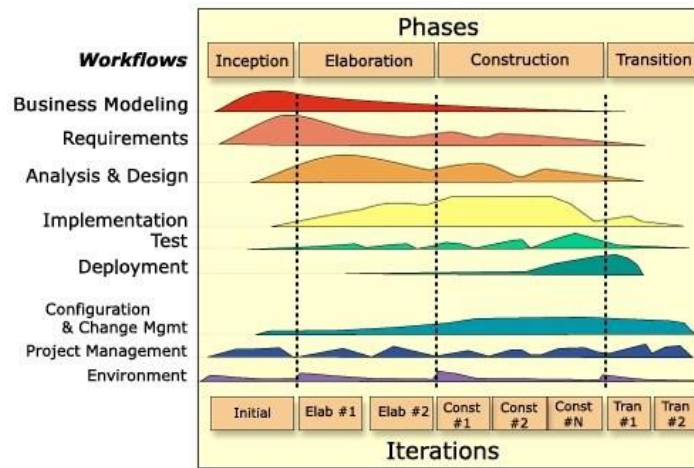 Phases
Workflows
Inception
Elaboration
Construction
Transition
Business Modeling
Requirements
Analysis & Design
Implementation
Test
Deployment
Configuration
& Change Mgmt
Project Management
Environment
Initial
Elab #1
Elab #2
Const
#1
Const
#2
Const
#N
Tran
#1
Tran
#2
Iterations